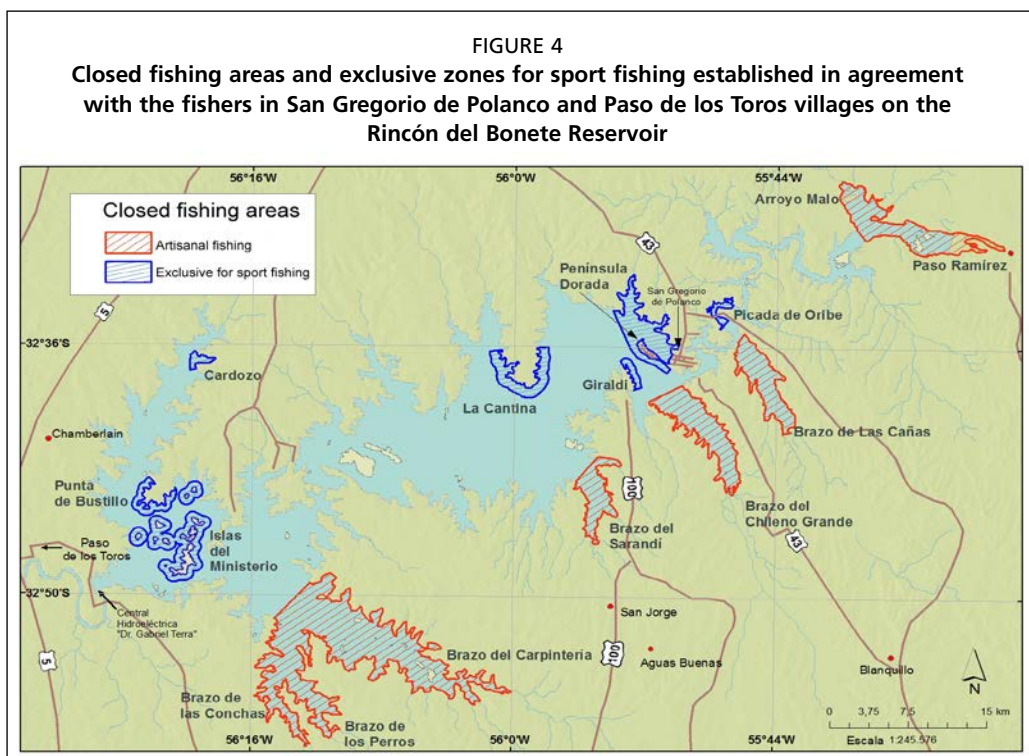 FIGURE 4
Closed fishing areas and exclusive zones for sport fishing established in agreement
with the fishers in San Gregorio de Polanco and Paso de los Toros villages on the
Rincón del Bonete Reservoir
56°16'W
56°0'W
55°44'W
Closed fishing areas
Artisanal fishing
Exclusive for sport fishing
Arroyo Malo
Paso Ramírez
43
Península
Dorada
San Gregorio
de Polanco
Picada de Oribe
5
32°36'S
Cardozo
La Cantina
Giraldi
Chamberlain
Brazo de Las Cañas
Punta
de Bustillo
100
Brazo del
Chileno Grande
Brazo del
Sarandí
43
Paso
de los Toros
Islas
del
Ministerio
32°50'S
Central
Hidroeléctrica
"Dr. Gabriel Terra"
San Jorge
100
Aguas Buenas
Blanquillo
5
Brazo del Carpintería
Brazo de
las Conchas
Brazo de
los Perros
N
0 3,75 7,5 15 km
Escala 1:245.576
56°16'W
56°0'W
55°44'W